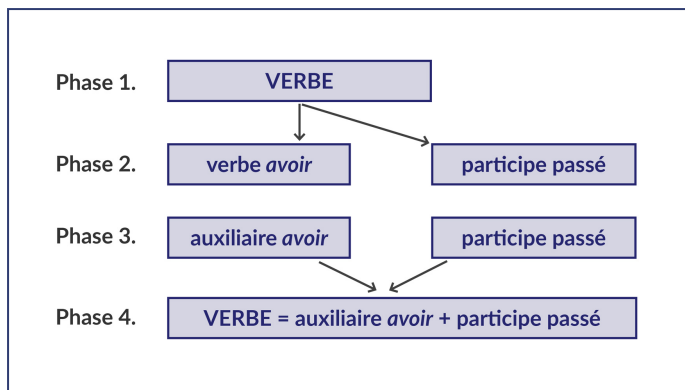 Phase 1. VERBE
Phase 2. verbe avoir participe passé
Phase 3. auxiliaire avoir participe passé
Phase 4. VERBE = auxiliaire avoir + participe passé